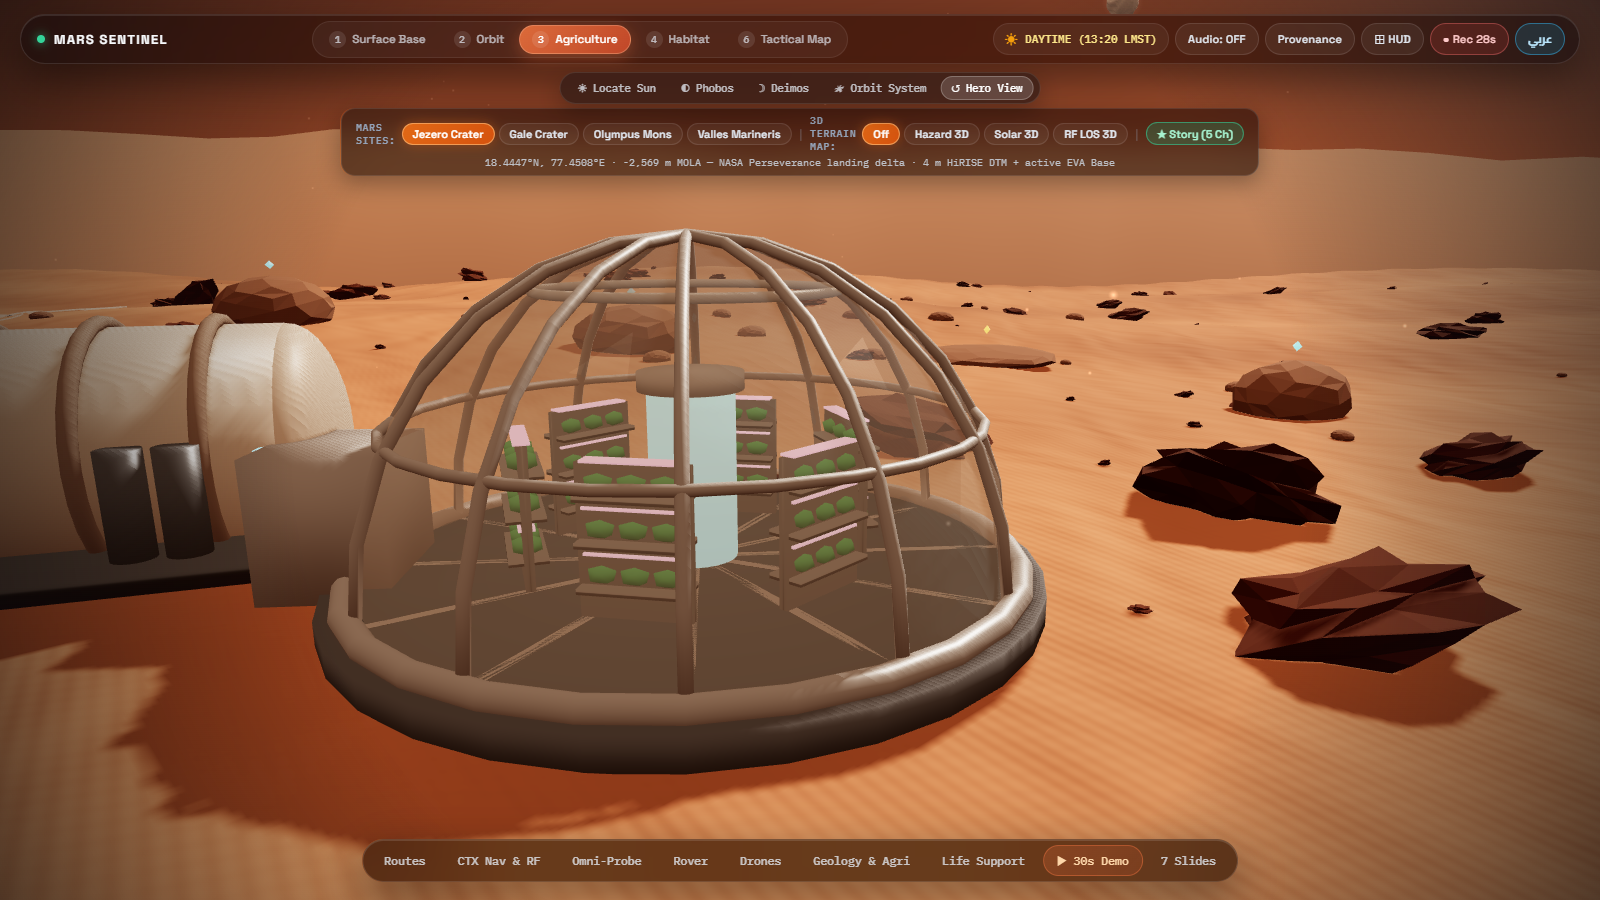 MARS SENTINEL
1 Surface Base 2 Orbit 3 Agriculture 4 Habitat 6 Tactical Map
DAYTIME (13:20 LMST) Audio: OFF Provenance HUD Rec 28s عربي
Locate Sun Phobos Deimos Orbit System Hero View
MARS SITES: Jezero Crater Gale Crater Olympus Mons Valles Marineris | 3D TERRAIN MAP: Off Hazard 3D Solar 3D RF LOS 3D | ★ Story (5 Ch)
18.4447°N, 77.4508°E · -2,569 m MOLA — NASA Perseverance landing delta · 4 m HiRISE DTM + active EVA Base
Routes CTX Nav & RF Omni-Probe Rover Drones Geology & Agri Life Support ▶ 30s Demo 7 Slides